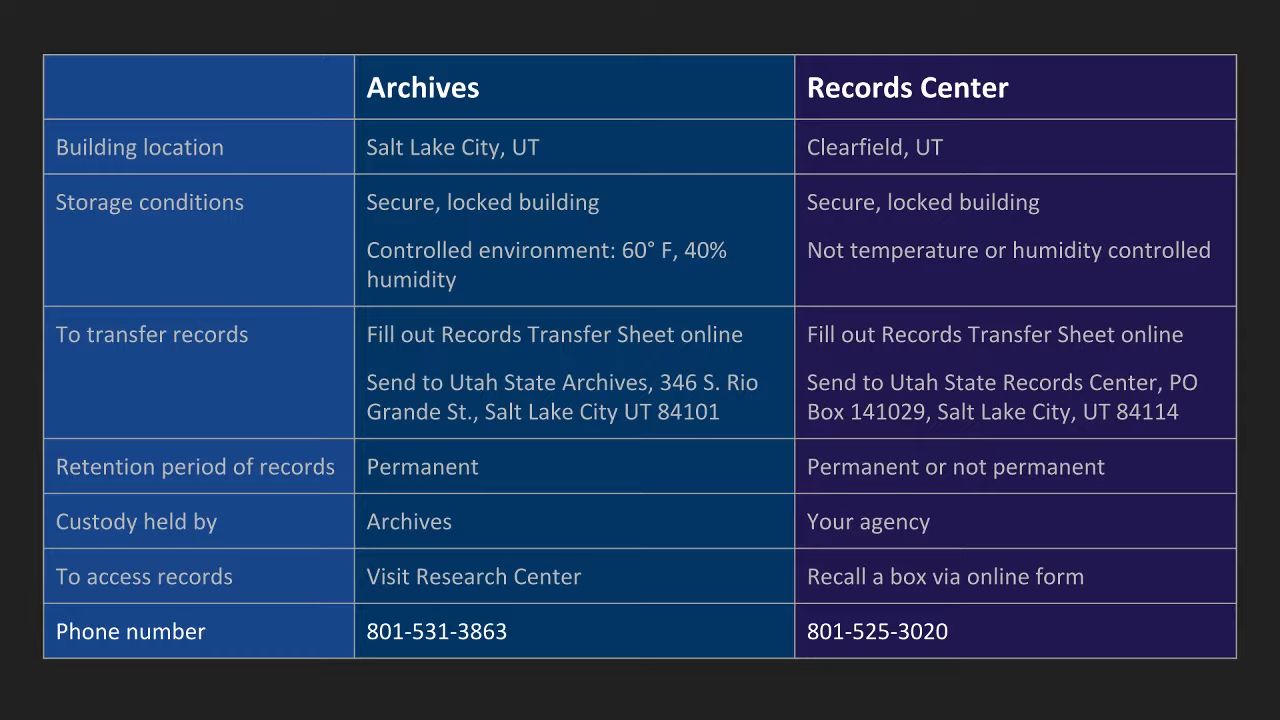 Archives
Records Center
Building location
Salt Lake City, UT
Clearfield, UT
Storage conditions
Secure, locked building
Controlled environment: 60° F, 40%
humidity
Secure, locked building
Not temperature or humidity controlled
To transfer records
Fill out Records Transfer Sheet online
Send to Utah State Archives, 346 S. Rio
Grande St., Salt Lake City UT 84101
Fill out Records Transfer Sheet online
Send to Utah State Records Center, PO
Box 141029, Salt Lake City, UT 84114
Retention period of records
Permanent
Permanent or not permanent
Custody held by
Archives
Your agency
To access records
Visit Research Center
Recall a box via online form
Phone number
801-531-3863
801-525-3020